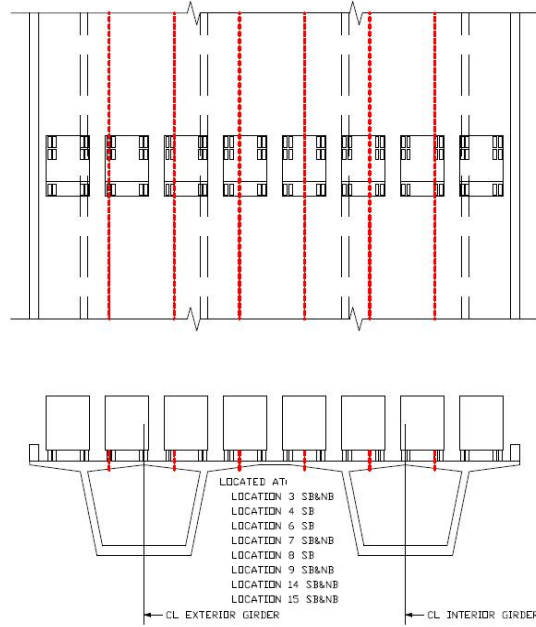 LOCATED AT:
LOCATION 3 SB&NB
LOCATION 4 SB
LOCATION 6 SB
LOCATION 7 SB&NB
LOCATION 8 SB
LOCATION 9 SB&NB
LOCATION 14 SB&NB
LOCATION 15 SB&NB
CL EXTERIOR GIRDER
CL INTERIOR GIRDER